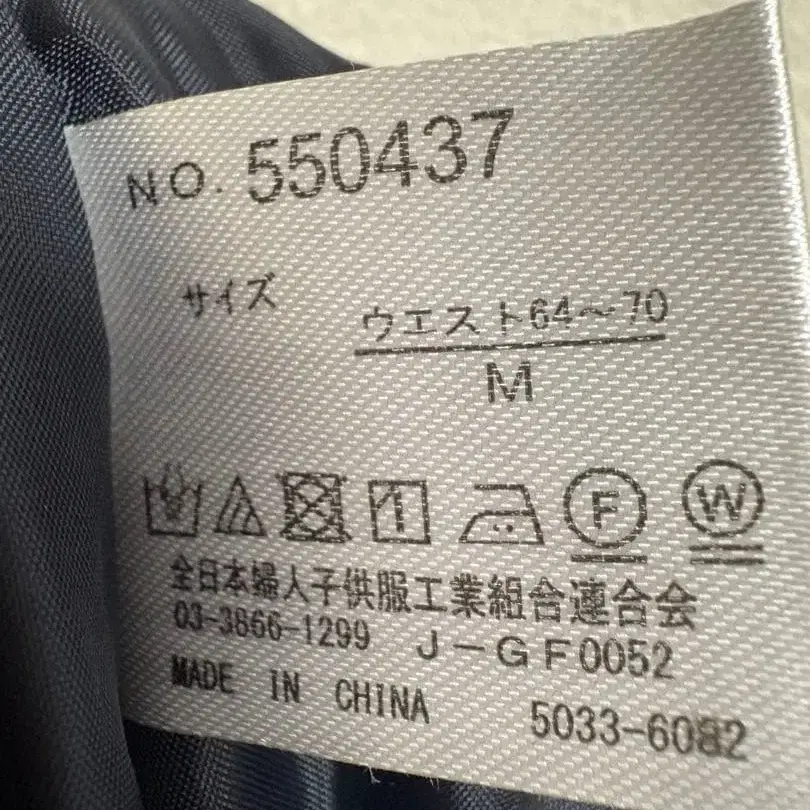 NO. 550437
サイズ
ウエスト64～70
M
F W
全日本婦人子供服工業組合連合会
03-3866-1299 J-GF0052
MADE IN CHINA 5033-6082